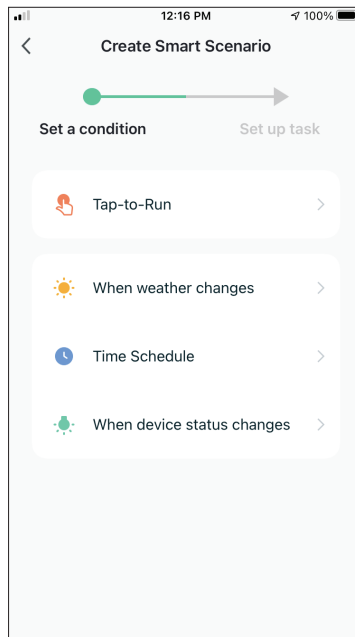 12:16 PM 100%
Create Smart Scenario
Set a condition Set up task
Tap-to-Run
When weather changes
Time Schedule
When device status changes